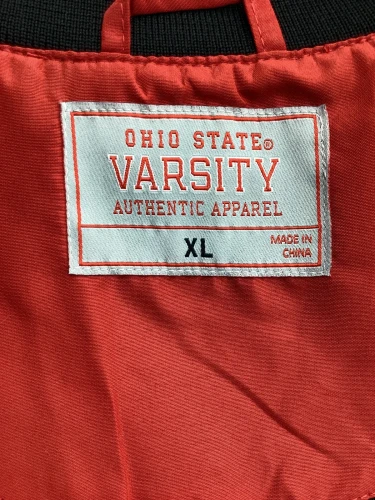 OHIO STATE®
VARSITY
AUTHENTIC APPAREL
XL
MADE IN
CHINA